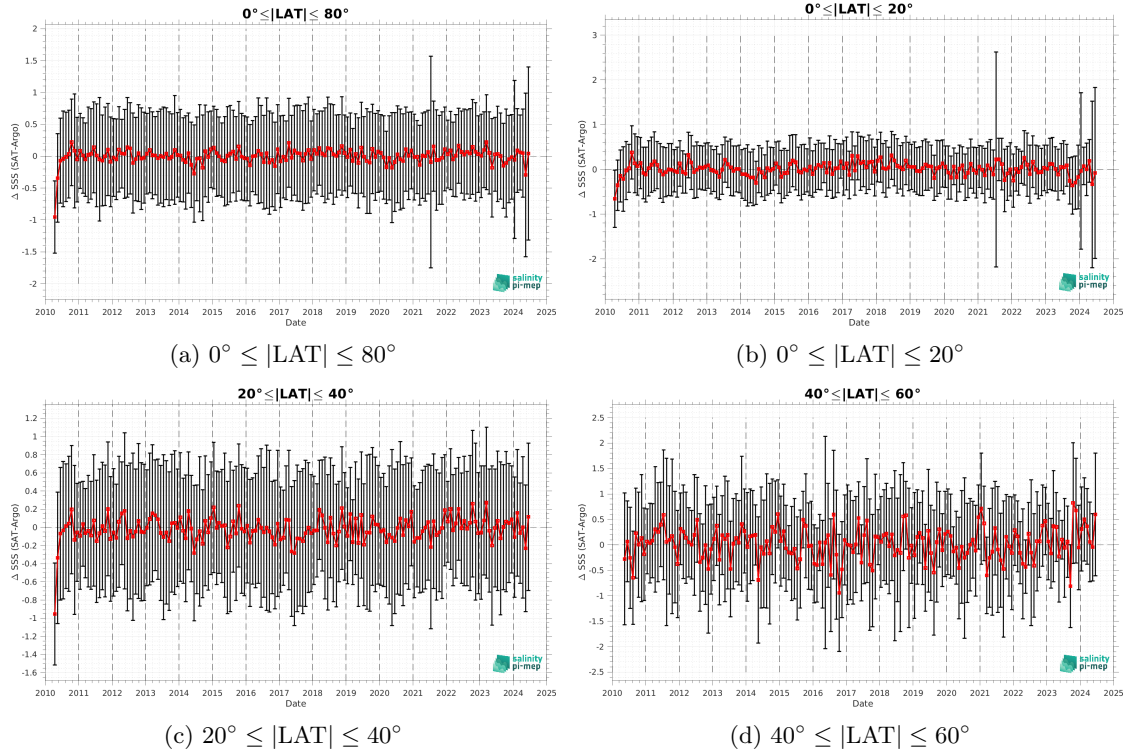 0°≤|LAT|≤ 80°
Δ SSS (SAT-Argo)
2
1.5
1
0.5
0
-0.5
-1
-1.5
-2
2010 2011 2012 2013 2014 2015 2016 2017 2018 2019 2020 2021 2022 2023 2024 2025
Date
salinity
pi-mep
(a) 0° ≤ |LAT| ≤ 80°
0°≤|LAT|≤ 20°
Δ SSS (SAT-Argo)
3
2
1
0
-1
-2
2010 2011 2012 2013 2014 2015 2016 2017 2018 2019 2020 2021 2022 2023 2024 2025
Date
salinity
pi-mep
(b) 0° ≤ |LAT| ≤ 20°
20°≤|LAT|≤ 40°
Δ SSS (SAT-Argo)
1.2
1
0.8
0.6
0.4
0.2
0
-0.2
-0.4
-0.6
-0.8
-1
-1.2
-1.4
-1.6
2010 2011 2012 2013 2014 2015 2016 2017 2018 2019 2020 2021 2022 2023 2024 2025
Date
salinity
pi-mep
(c) 20° ≤ |LAT| ≤ 40°
40°≤|LAT|≤ 60°
Δ SSS (SAT-Argo)
2.5
2
1.5
1
0.5
0
-0.5
-1
-1.5
-2
-2.5
2010 2011 2012 2013 2014 2015 2016 2017 2018 2019 2020 2021 2022 2023 2024 2025
Date
salinity
pi-mep
(d) 40° ≤ |LAT| ≤ 60°